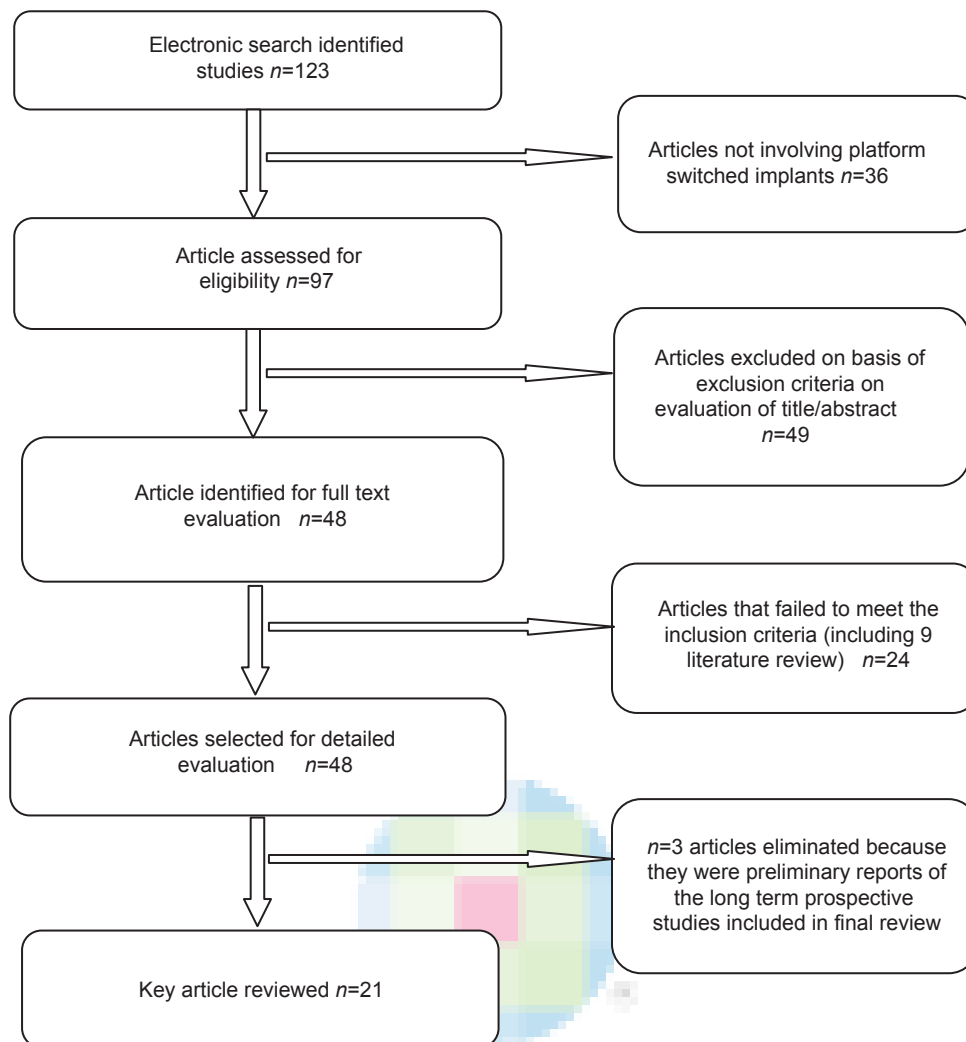 Electronic search identified
studies n=123
Articles not involving platform
switched implants n=36
Article assessed for
eligibility n=97
Articles excluded on basis of
exclusion criteria on
evaluation of title/abstract
n=49
Article identified for full text
evaluation n=48
Articles that failed to meet the
inclusion criteria (including 9
literature review) n=24
Articles selected for detailed
evaluation n=48
n=3 articles eliminated because
they were preliminary reports of
the long term prospective
studies included in final review
Key article reviewed n=21